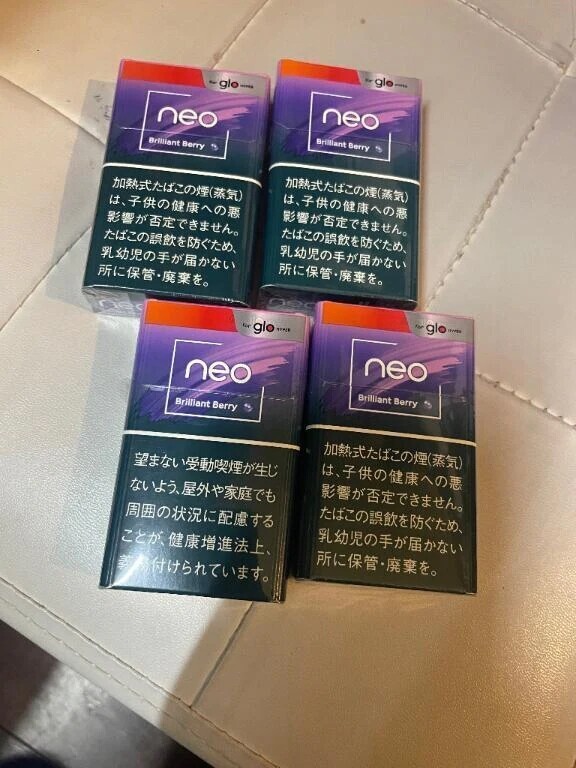 for glo HYPER
neo
Brilliant Berry
加熱式たばこの煙(蒸気)
は、子供の健康への悪
影響が否定できません。
たばこの誤飲を防ぐため、
乳幼児の手が届かない
所に保管・廃棄を。
neo
for glo HYPER
neo
Brilliant Berry
加熱式たばこの煙(蒸気)
は、子供の健康への悪
影響が否定できません。
たばこの誤飲を防ぐため、
乳幼児の手が届かない
所に保管・廃棄を。
neo
for glo HYPER
neo
Brilliant Berry
望まない受動喫煙が生じ
ないよう、屋外や家庭でも
周囲の状況に配慮する
ことが、健康増進法上、
付けられています。
for glo HYPER
neo
Brilliant Berry
加熱式たばこの煙(蒸気)
は、子供の健康への悪
影響が否定できません。
たばこの誤飲を防ぐため、
乳幼児の手が届かない
所に保管・廃棄を。